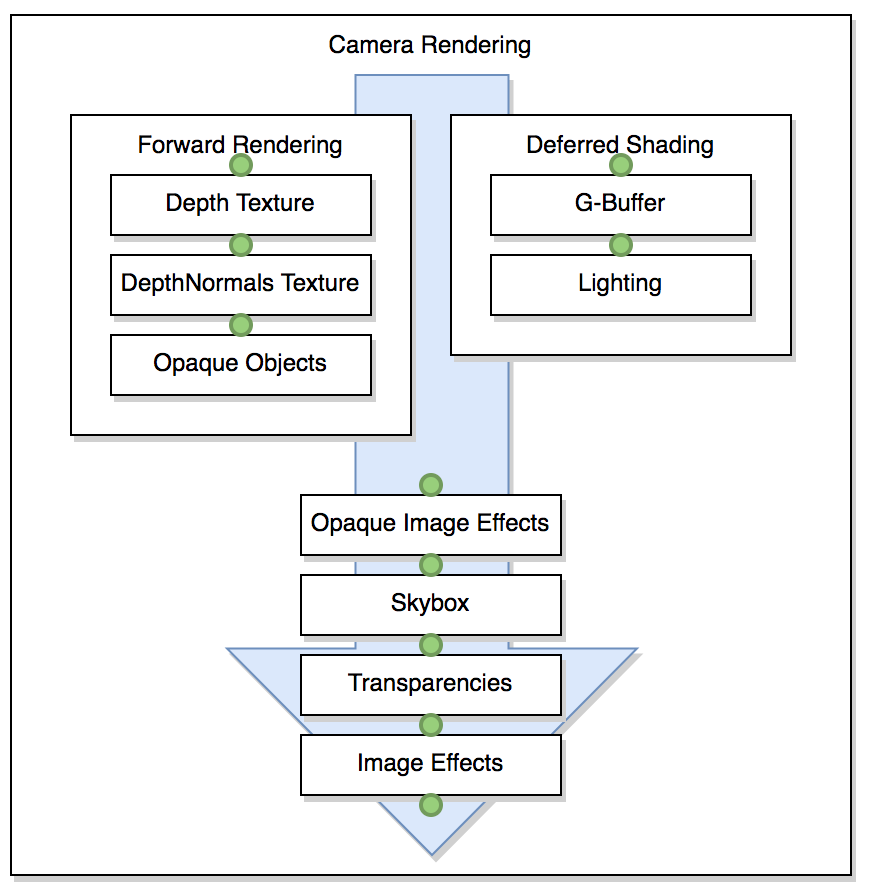 Camera Rendering
Forward Rendering
Depth Texture
DepthNormals Texture
Opaque Objects
Deferred Shading
G-Buffer
Lighting
Opaque Image Effects
Skybox
Transparencies
Image Effects